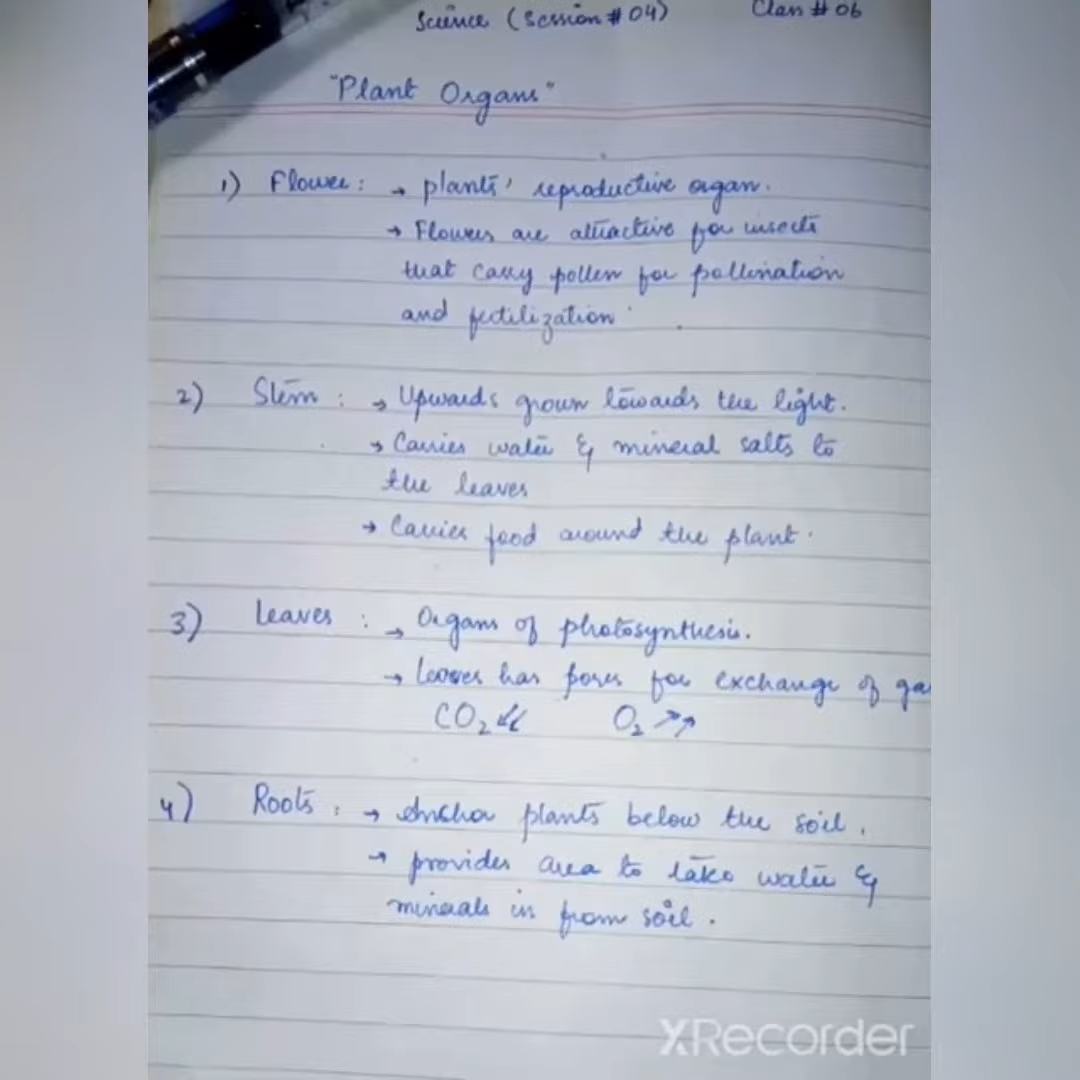 Science (Session # 04) Class # 06
"Plant Organs"
1) Flower : → plants' reproductive organ.
→ Flowers are attractive for insects
that carry pollen for pollination
and fertilization
2) Stem : → Upwards grown towards the light.
→ Carries water & mineral salts to
the leaves
→ Carries food around the plant.
3) Leaves : → Organs of photosynthesis.
→ Leaves has pores for exchange of ga
CO₂ ↙↙ O₂ ↗↗
4) Roots : → Anchor plants below the soil.
→ provides area to take water &
minerals in from soil.
XRecorder